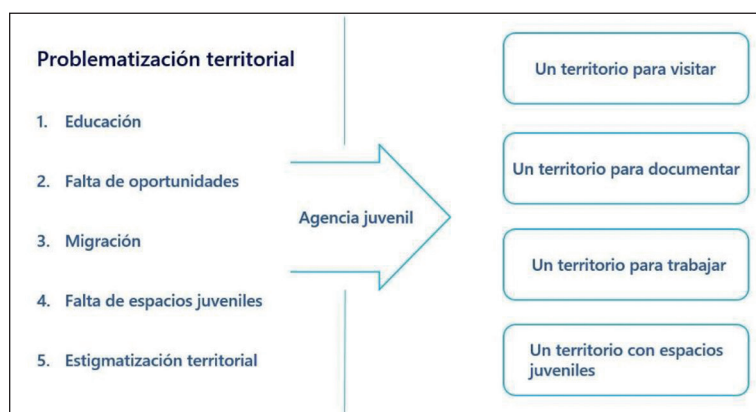 Problematización territorial
1. Educación
2. Falta de oportunidades
3. Migración
4. Falta de espacios juveniles
5. Estigmatización territorial
Agencia juvenil
Un territorio para visitar
Un territorio para documentar
Un territorio para trabajar
Un territorio con espacios
juveniles